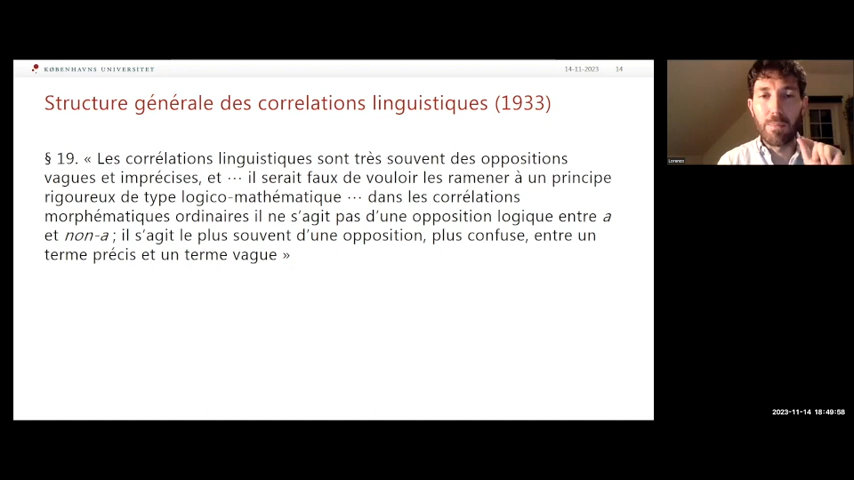 KØBENHAVNS UNIVERSITET
14-11-2023 14
Structure générale des correlations linguistiques (1933)
§ 19. « Les corrélations linguistiques sont très souvent des oppositions
vagues et imprécises, et ··· il serait faux de vouloir les ramener à un principe
rigoureux de type logico-mathématique ··· dans les corrélations
morphématiques ordinaires il ne s’agit pas d’une opposition logique entre a
et non-a ; il s’agit le plus souvent d’une opposition, plus confuse, entre un
terme précis et un terme vague »
Lorenzo
2023-11-14 18:49:58